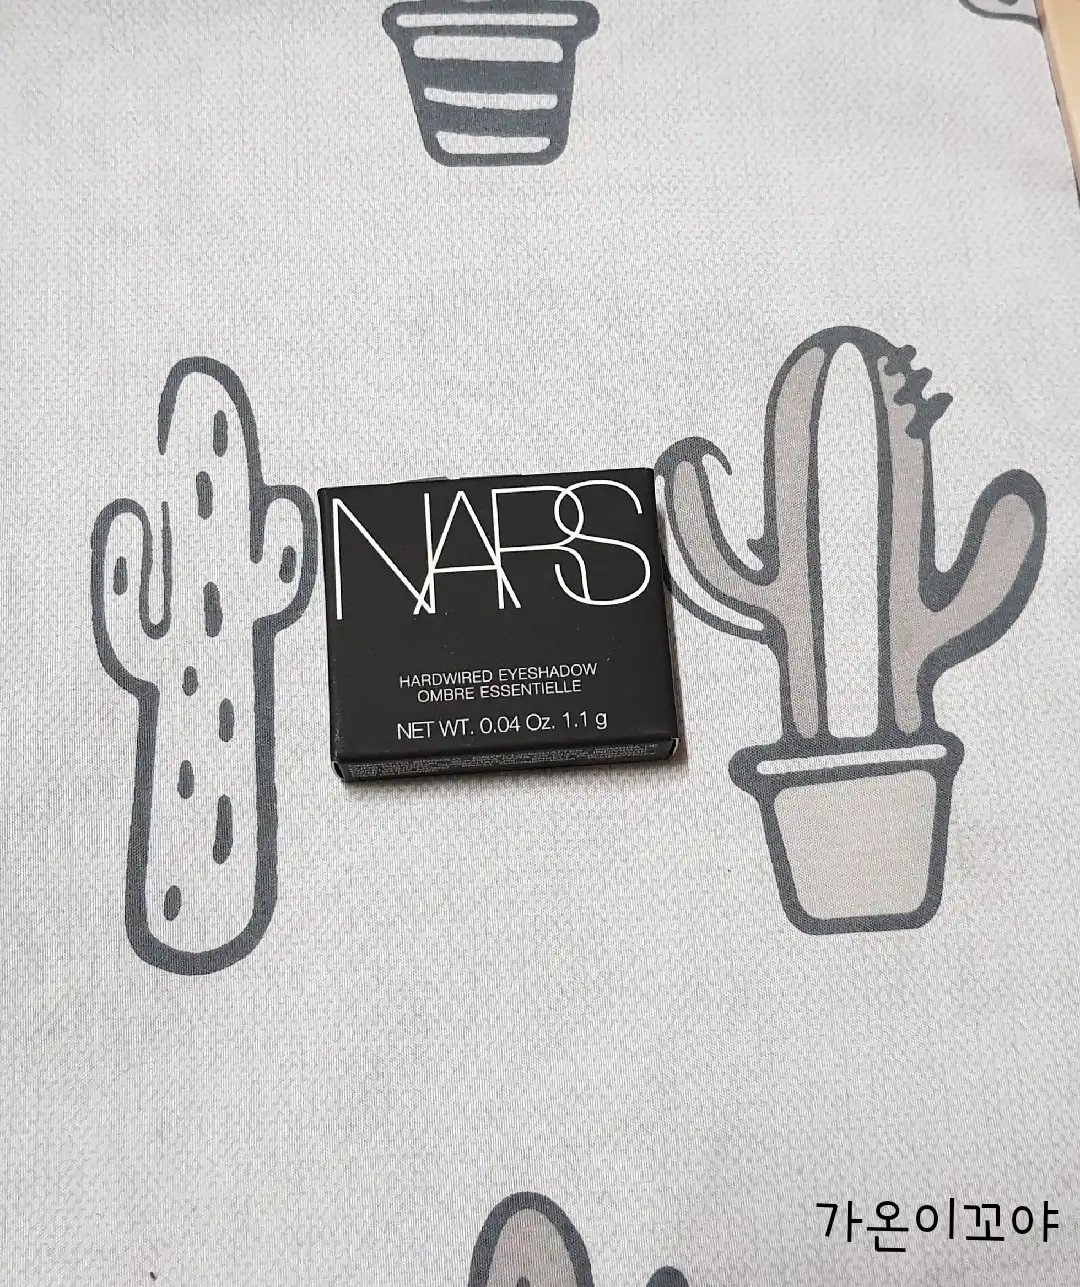 NARS
HARDWIRED EYESHADOW
OMBRE ESSENTIELLE
NET WT. 0.04 Oz. 1.1 g
가온이꼬야